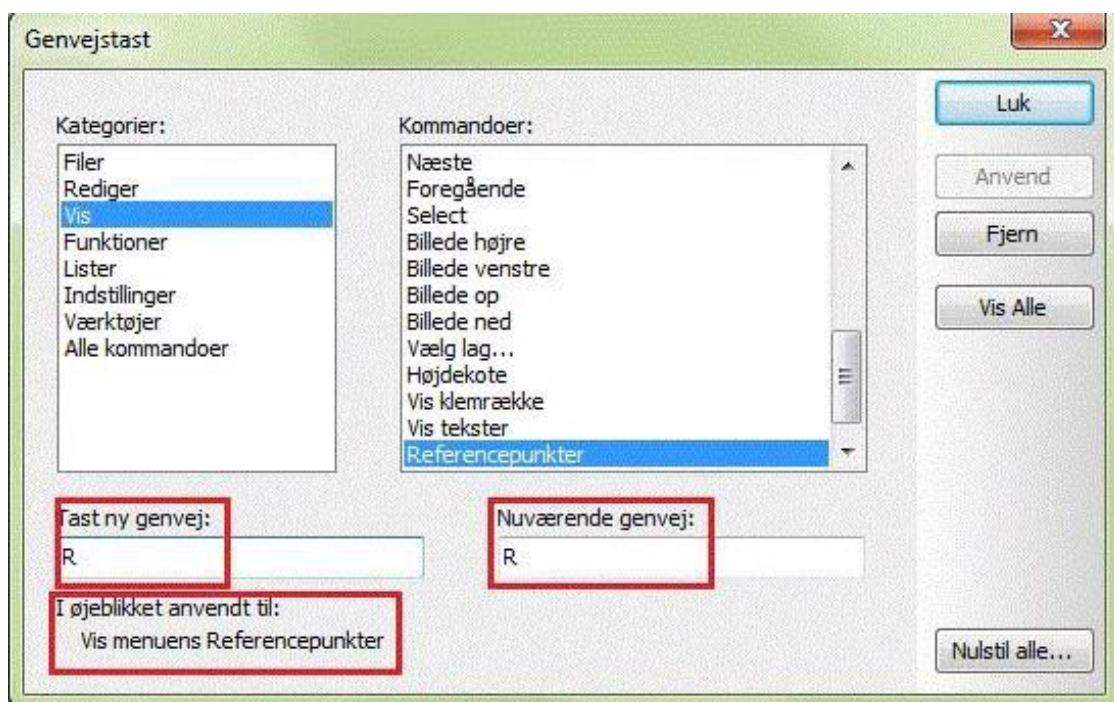 Genvejstast
Kategorier:
Filer
Rediger
Vis
Funktioner
Lister
Indstillinger
Værktøjer
Alle kommandoer
Kommandoer:
Næste
Foregående
Select
Billede højre
Billede venstre
Billede op
Billede ned
Vælg lag...
Højdekote
Vis klemrække
Vis tekster
Referencepunkter
Luk
Anvend
Fjern
Vis Alle
Tast ny genvej:
R
Nuværende genvej:
R
I øjeblikket anvendt til:
Vis menuens Referencepunkter
Nulstil alle...